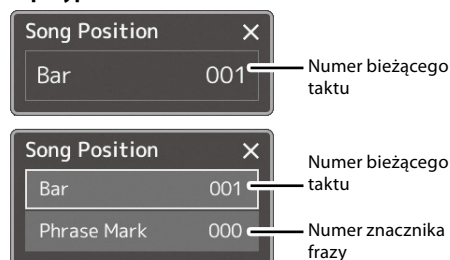 Song Position ×
Bar 001
Numer bieżącego
taktu
Song Position ×
Bar 001
Numer bieżącego
taktu
Phrase Mark 000
Numer znacznika
frazy